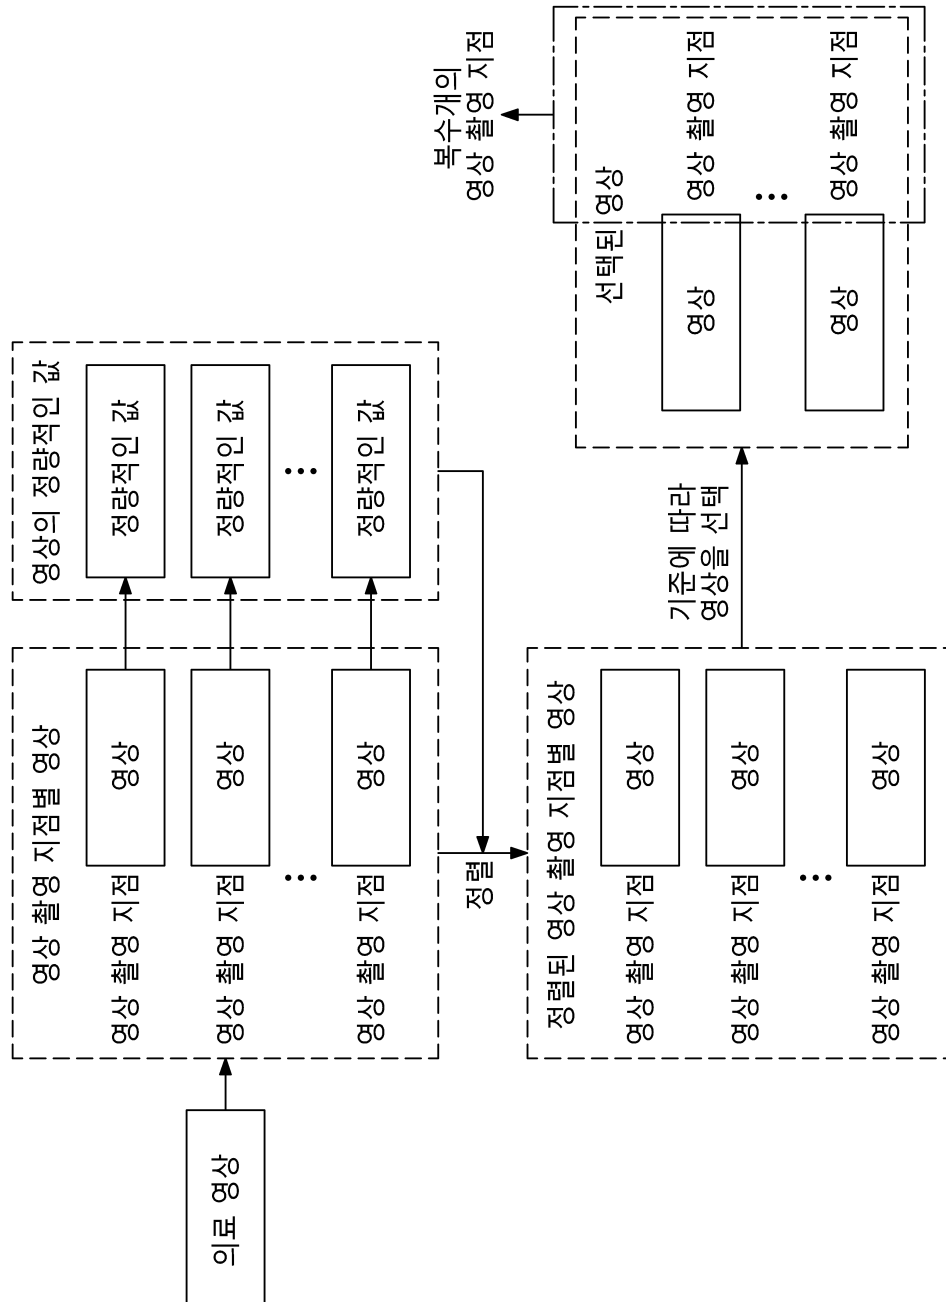 의료 영상
영상 촬영 지점별 영상
영상 촬영 지점
영상
영상 촬영 지점
영상
영상 촬영 지점
영상
영상의 정량적인 값
정량적인 값
정량적인 값
정량적인 값
정렬
정렬된 영상 촬영 지점별 영상
영상 촬영 지점
영상
영상 촬영 지점
영상
영상 촬영 지점
영상
기준에 따라
영상을 선택
선택된 영상
영상
영상 촬영 지점
영상
영상 촬영 지점
복수개의
영상 촬영 지점